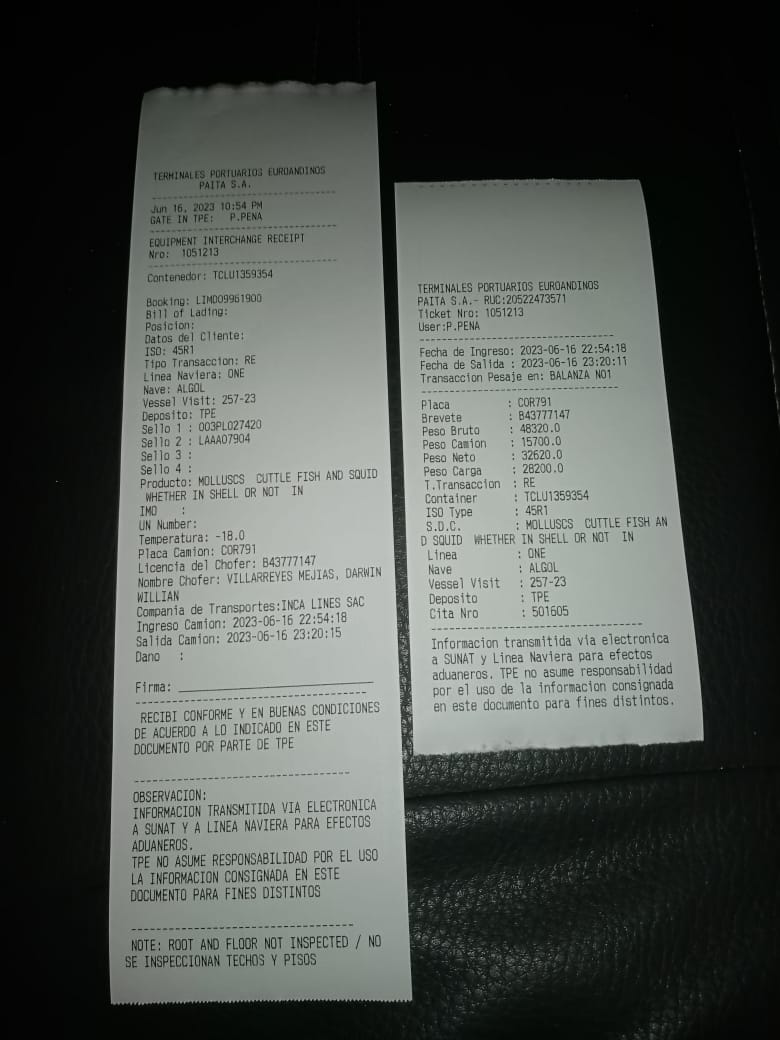 TERMINALES PORTUARIOS EUROANDINOS
PAITA S.A.
Jun 16, 2023 10:54 PM
GATE IN TPE: P.PENA
EQUIPMENT INTERCHANGE RECEIPT
Nro: 1051213
Contenedor: TCLU1359354
Booking: LIMD09961900
Bill of Lading:
Posicion:
Datos del Cliente:
ISO: 45R1
Tipo Transaccion: RE
Linea Naviera: ONE
Nave: ALGOL
Vessel Visit: 257-23
Deposito: TPE
Sello 1 : 003PL027420
Sello 2 : LAAA07904
Sello 3 :
Sello 4 :
Producto: MOLLUSCS CUTTLE FISH AND SQUID
WHETHER IN SHELL OR NOT IN
IMO :
UN Number:
Temperatura: -18.0
Placa Camion: COR791
Licencia del Chofer: B43777147
Nombre Chofer: VILLARREYES MEJIAS, DARWIN
WILLIAN
Compania de Transportes:INCA LINES SAC
Ingreso Camion: 2023-06-16 22:54:18
Salida Camion: 2023-06-16 23:20:15
Dano :
Firma:
RECIBI CONFORME Y EN BUENAS CONDICIONES
DE ACUERDO A LO INDICADO EN ESTE
DOCUMENTO POR PARTE DE TPE
OBSERVACION:
INFORMACION TRANSMITIDA VIA ELECTRONICA
A SUNAT Y A LINEA NAVIERA PARA EFECTOS
ADUANEROS.
TPE NO ASUME RESPONSABILIDAD POR EL USO
LA INFORMACION CONSIGNADA EN ESTE
DOCUMENTO PARA FINES DISTINTOS
NOTE: ROOT AND FLOOR NOT INSPECTED / NO
SE INSPECCIONAN TECHOS Y PISOS
TERMINALES PORTUARIOS EUROANDINOS
PAITA S.A.- RUC:20522473571
Ticket Nro: 1051213
User:P.PENA
Fecha de Ingreso: 2023-06-16 22:54:18
Fecha de Salida : 2023-06-16 23:20:11
Transaccion Pesaje en: BALANZA NO1
Placa : COR791
Brevete : B43777147
Peso Bruto : 48320.0
Peso Camion : 15700.0
Peso Neto : 32620.0
Peso Carga : 28200.0
T.Transaccion : RE
Container : TCLU1359354
ISO Type : 45R1
S.D.C. : MOLLUSCS CUTTLE FISH AN
D SQUID WHETHER IN SHELL OR NOT IN
Linea : ONE
Nave : ALGOL
Vessel Visit : 257-23
Deposito : TPE
Cita Nro : 501605
Informacion transmitida via electronica
a SUNAT y Linea Naviera para efectos
aduaneros. TPE no asume responsabilidad
por el uso de la informacion consignada
en este documento para fines distintos.